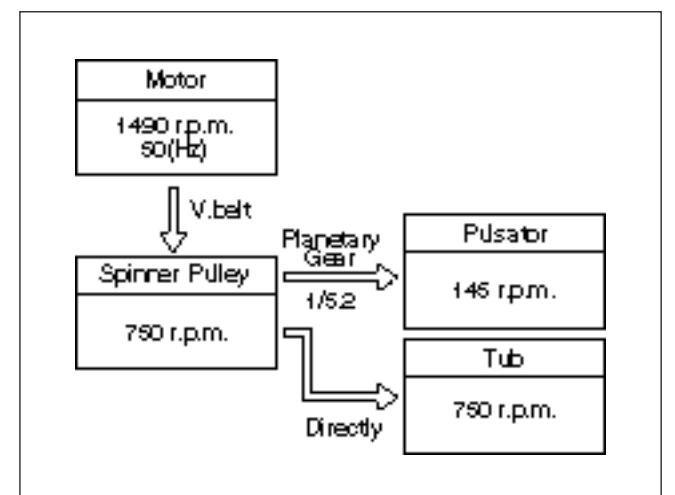 Motor
1490 r.p.m.
50(Hz)
V.belt
Spinner Pulley
750 r.p.m.
Planetary
Gear
1/5.2
Pulsator
145 r.p.m.
Tub
750 r.p.m.
Directly